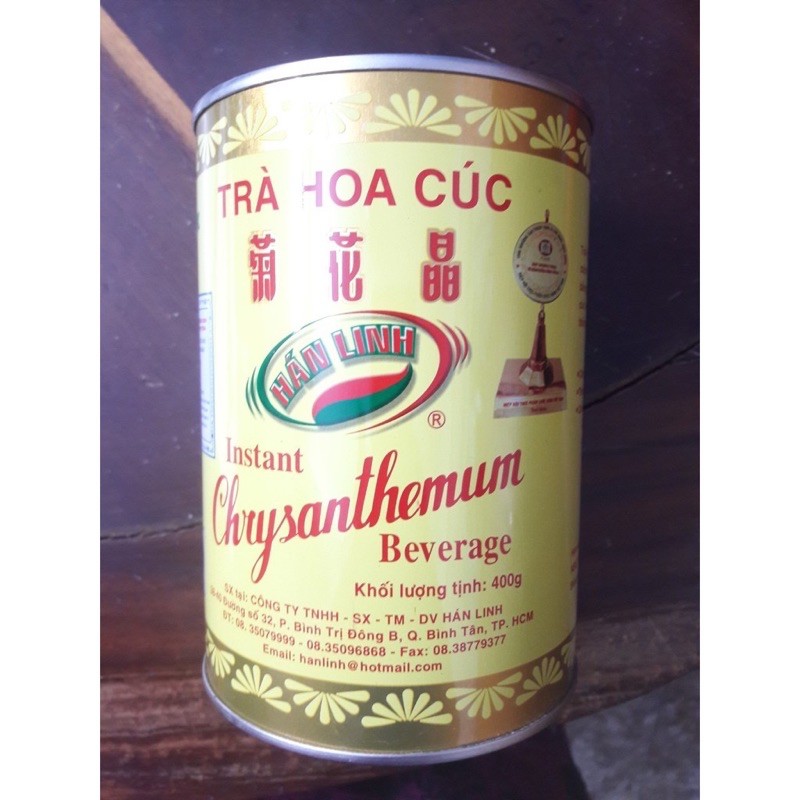 TRÀ HOA CÚC
菊花晶
HÁN LINH
®
Instant
Chrysanthemum
Beverage
Khối lượng tịnh: 400g
SX tại: CÔNG TY TNHH - SX - TM - DV HÁN LINH
Đường số 32, P. Bình Trị Đông B, Q. Bình Tân, TP. HCM
ĐT: 08.35079999 - 08.35096868 - Fax: 08.38779377
Email: hanlinh@hotmail.com